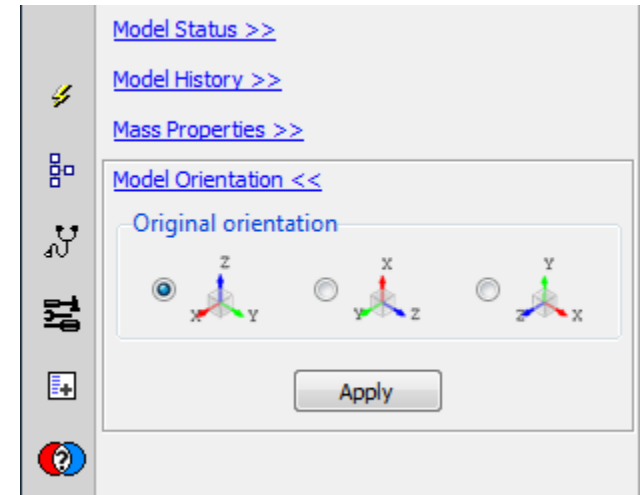 Model Status >>
Model History >>
Mass Properties >>
Model Orientation <<
Original orientation
Z X Y
X Y Y Z Z X
Apply
?